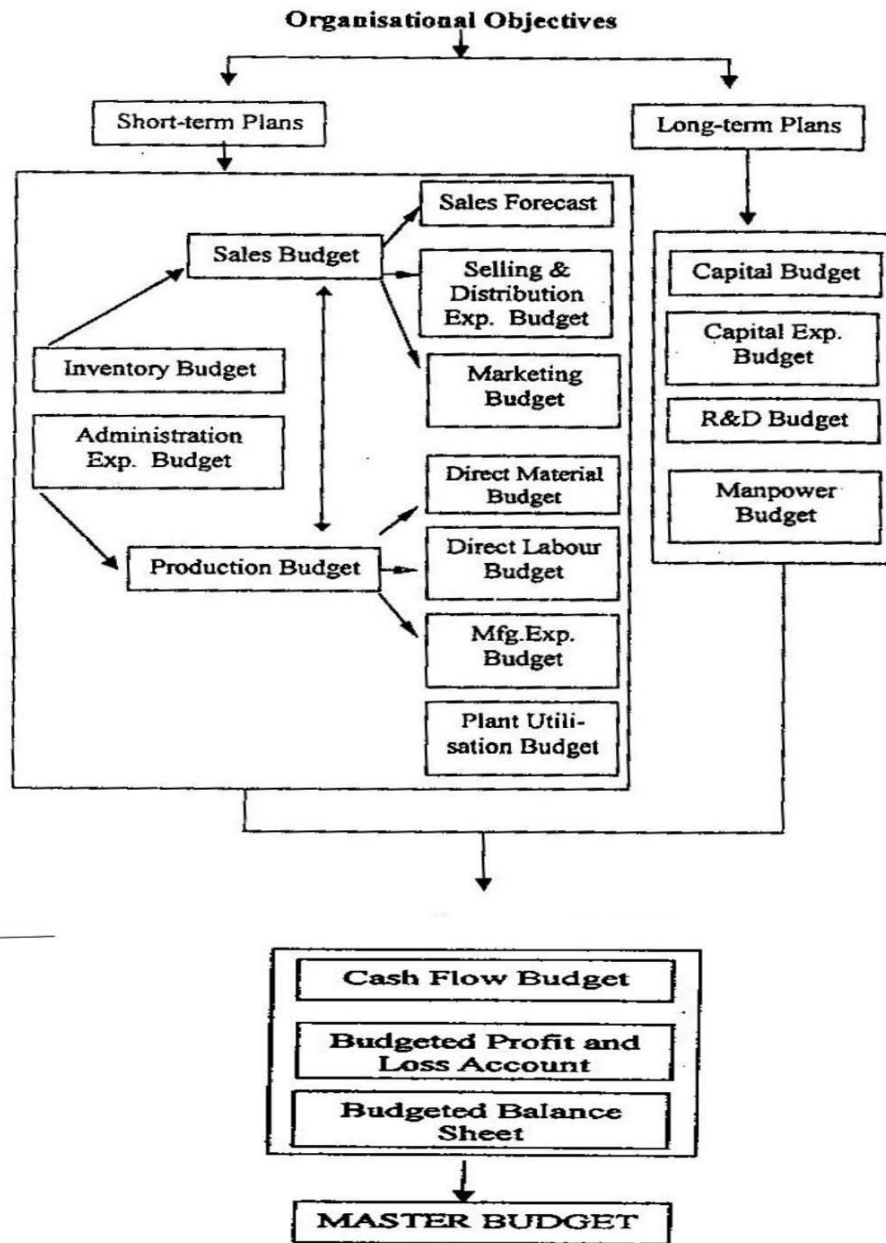 Organisational Objectives
Short-term Plans
Long-term Plans
Sales Forecast
Sales Budget
Selling &
Distribution
Exp. Budget
Inventory Budget
Marketing
Budget
Administration
Exp. Budget
Direct Material
Budget
Production Budget
Direct Labour
Budget
Mfg.Exp.
Budget
Plant Utili-
sation Budget
Capital Budget
Capital Exp.
Budget
R&D Budget
Manpower
Budget
Cash Flow Budget
Budgeted Profit and
Loss Account
Budgeted Balance
Sheet
MASTER BUDGET